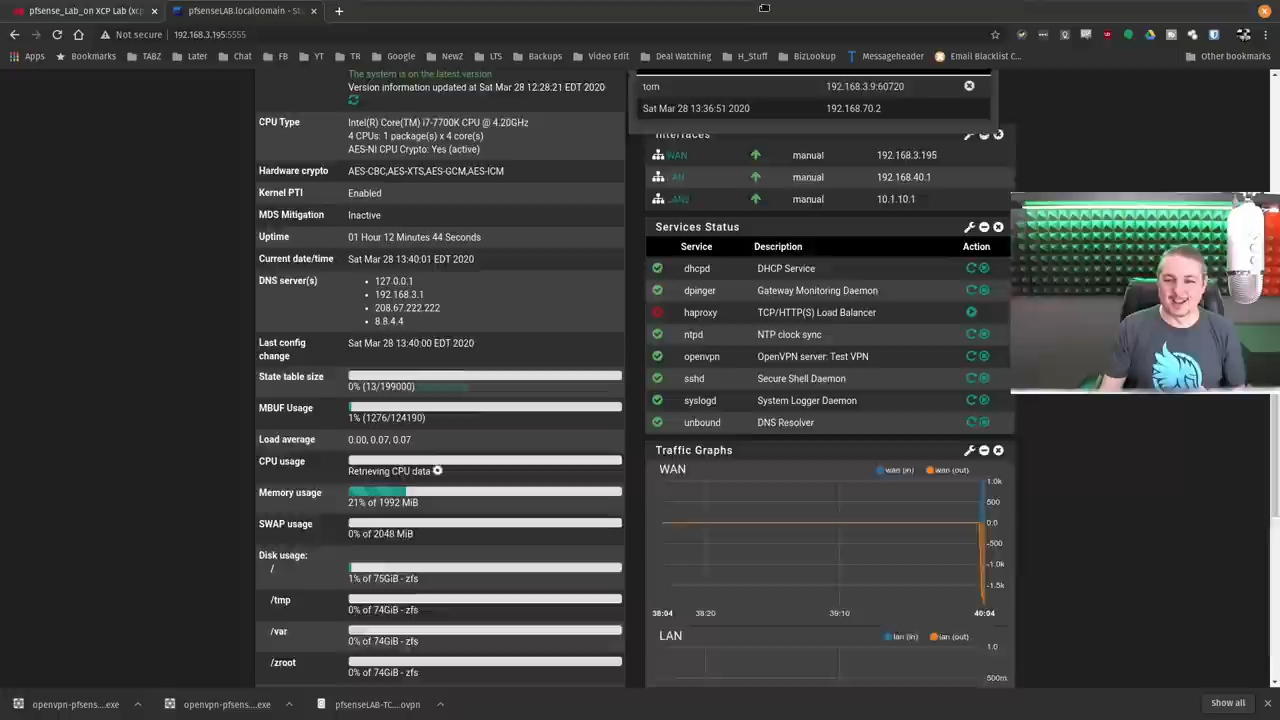 pfsense_Lab_on XCP Lab (xcp
pfsenseLAB.localdomain - St
Not secure
192.168.3.195:5555
Apps
Bookmarks
TABZ
Later
Chat
FB
YT
TR
Google
NewZ
LTS
Backups
Video Edit
Deal Watching
H_Stuff
BizLookup
Messageheader
Email Blacklist C...
Other bookmarks
The system is on the latest version
Version information updated at Sat Mar 28 12:28:21 EDT 2020
CPU Type
Intel(R) Core(TM) i7-7700K CPU @ 4.20GHz
4 CPUs: 1 package(s) x 4 core(s)
AES-NI CPU Crypto: Yes (active)
Hardware crypto
AES-CBC,AES-XTS,AES-GCM,AES-ICM
Kernel PTI
Enabled
MDS Mitigation
Inactive
Uptime
01 Hour 12 Minutes 44 Seconds
Current date/time
Sat Mar 28 13:40:01 EDT 2020
DNS server(s)
127.0.0.1
192.168.3.1
208.67.222.222
8.8.4.4
Last config
change
Sat Mar 28 13:40:00 EDT 2020
State table size
0% (13/199000)
MBUF Usage
1% (1276/124190)
Load average
0.00, 0.07, 0.07
CPU usage
Retrieving CPU data
Memory usage
21% of 1992 MiB
SWAP usage
0% of 2048 MiB
Disk usage:
/
1% of 75GiB - zfs
/tmp
0% of 74GiB - zfs
/var
0% of 74GiB - zfs
/zroot
0% of 74GiB - zfs
tom
192.168.3.9:60720
Sat Mar 28 13:36:51 2020
192.168.70.2
Interfaces
WAN
manual
192.168.3.195
LAN
manual
192.168.40.1
LAN2
manual
10.1.10.1
Services Status
Service
Description
Action
dhcpd
DHCP Service
dpinger
Gateway Monitoring Daemon
haproxy
TCP/HTTP(S) Load Balancer
ntpd
NTP clock sync
openvpn
OpenVPN server: Test VPN
sshd
Secure Shell Daemon
syslogd
System Logger Daemon
unbound
DNS Resolver
Traffic Graphs
WAN
wan (in)
wan (out)
1.0k
500
0.0
-500
-1.0k
-1.5k
38:04
38:20
39:10
40:04
LAN
lan (in)
lan (out)
1.0
500m
openvpn-pfsens....exe
openvpn-pfsens....exe
pfsenseLAB-TC....ovpn
Show all